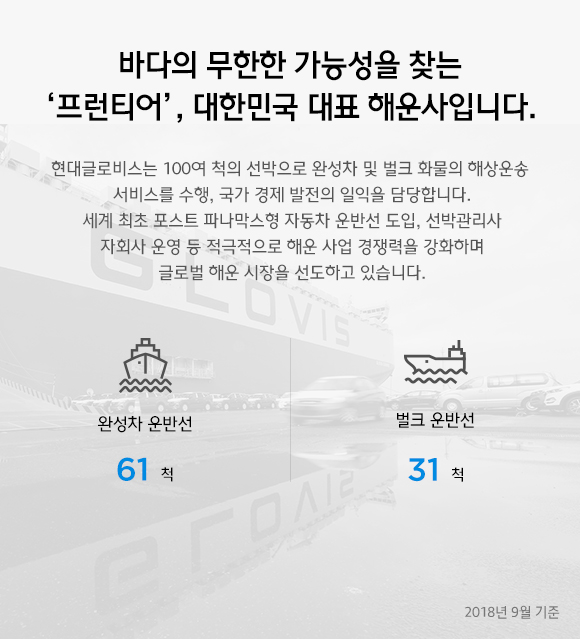 바다의 무한한 가능성을 찾는
‘프런티어’, 대한민국 대표 해운사입니다.
현대글로비스는 100여 척의 선박으로 완성차 및 벌크 화물의 해상운송
서비스를 수행, 국가 경제 발전의 일익을 담당합니다.
세계 최초 포스트 파나막스형 자동차 운반선 도입, 선박관리사
자회사 운영 등 적극적으로 해운 사업 경쟁력을 강화하며
글로벌 해운 시장을 선도하고 있습니다.
GLOVIS
완성차 운반선
61 척
벌크 운반선
31 척
GLOVIS
2018년 9월 기준